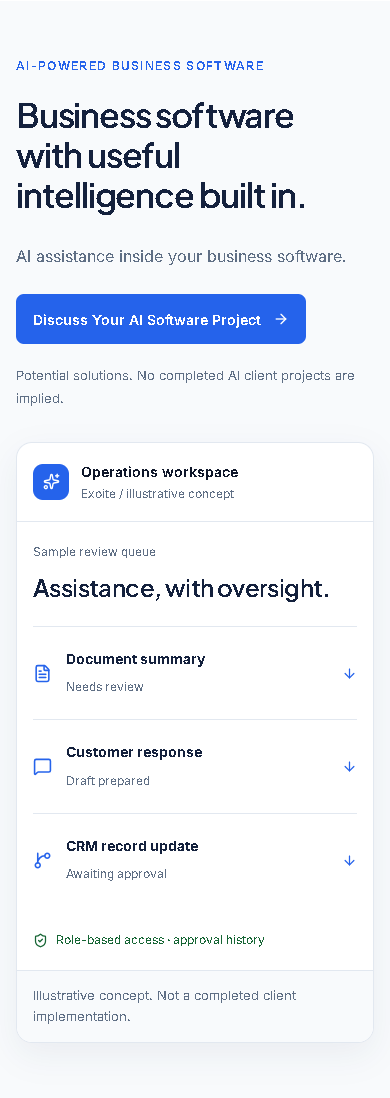 AI-POWERED BUSINESS SOFTWARE
Business software
with useful
intelligence built in.
AI assistance inside your business software.
Discuss Your AI Software Project
Potential solutions. No completed AI client projects are
implied.
Operations workspace
Exoite / illustrative concept
Sample review queue
Assistance, with oversight.
Document summary
Needs review
Customer response
Draft prepared
CRM record update
Awaiting approval
Role-based access · approval history
Illustrative concept. Not a completed client
implementation.